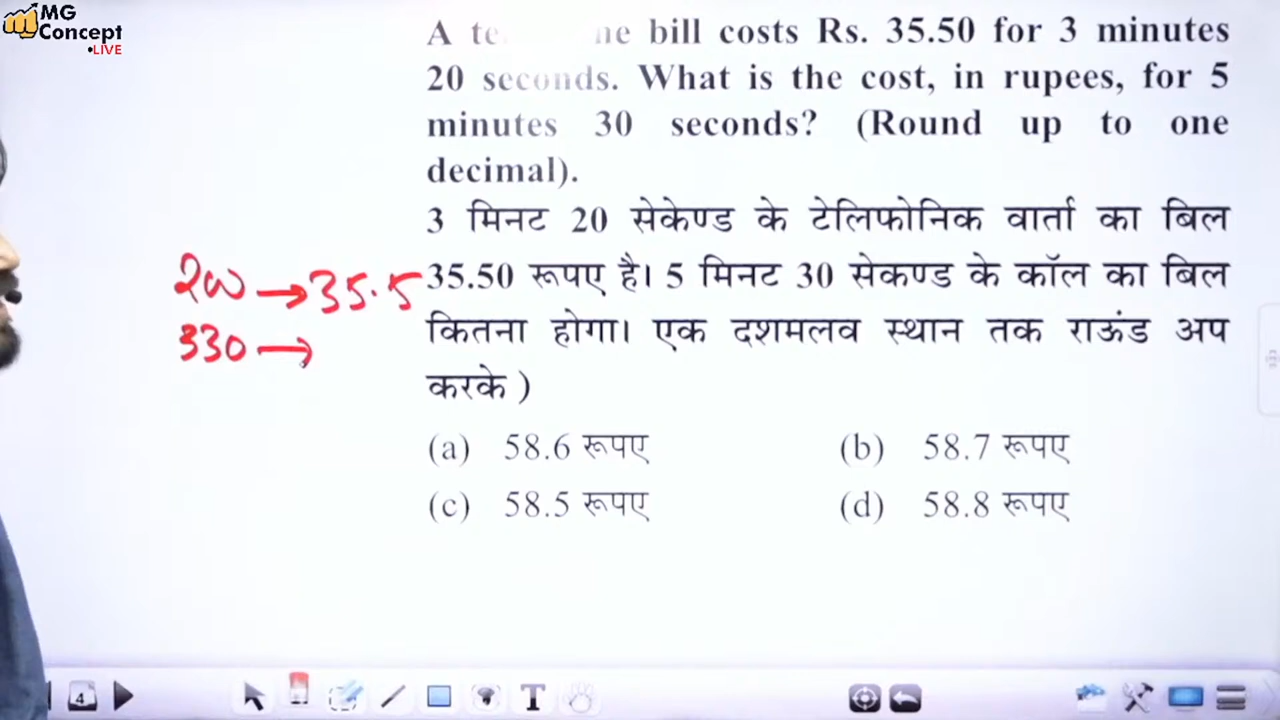 MG
Concept
•LIVE
A ne bill costs Rs. 35.50 for 3 minutes
20 seconds. What is the cost, in rupees, for 5
minutes 30 seconds? (Round up to one
decimal).
3 मिनट 20 सेकेण्ड के टेलिफोनिक वार्ता का बिल
200 → 35.5 35.50 रूपए है। 5 मिनट 30 सेकण्ड के कॉल का बिल
330 → कितना होगा। एक दशमलव स्थान तक राऊंड अप
करके )
(a) 58.6 रूपए (b) 58.7 रूपए
(c) 58.5 रूपए (d) 58.8 रूपए
4 T